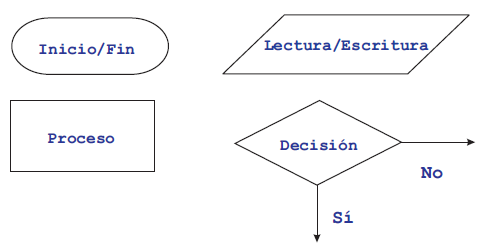 Inicio/Fin
Lectura/Escritura
Proceso
Decisión
No
Sí